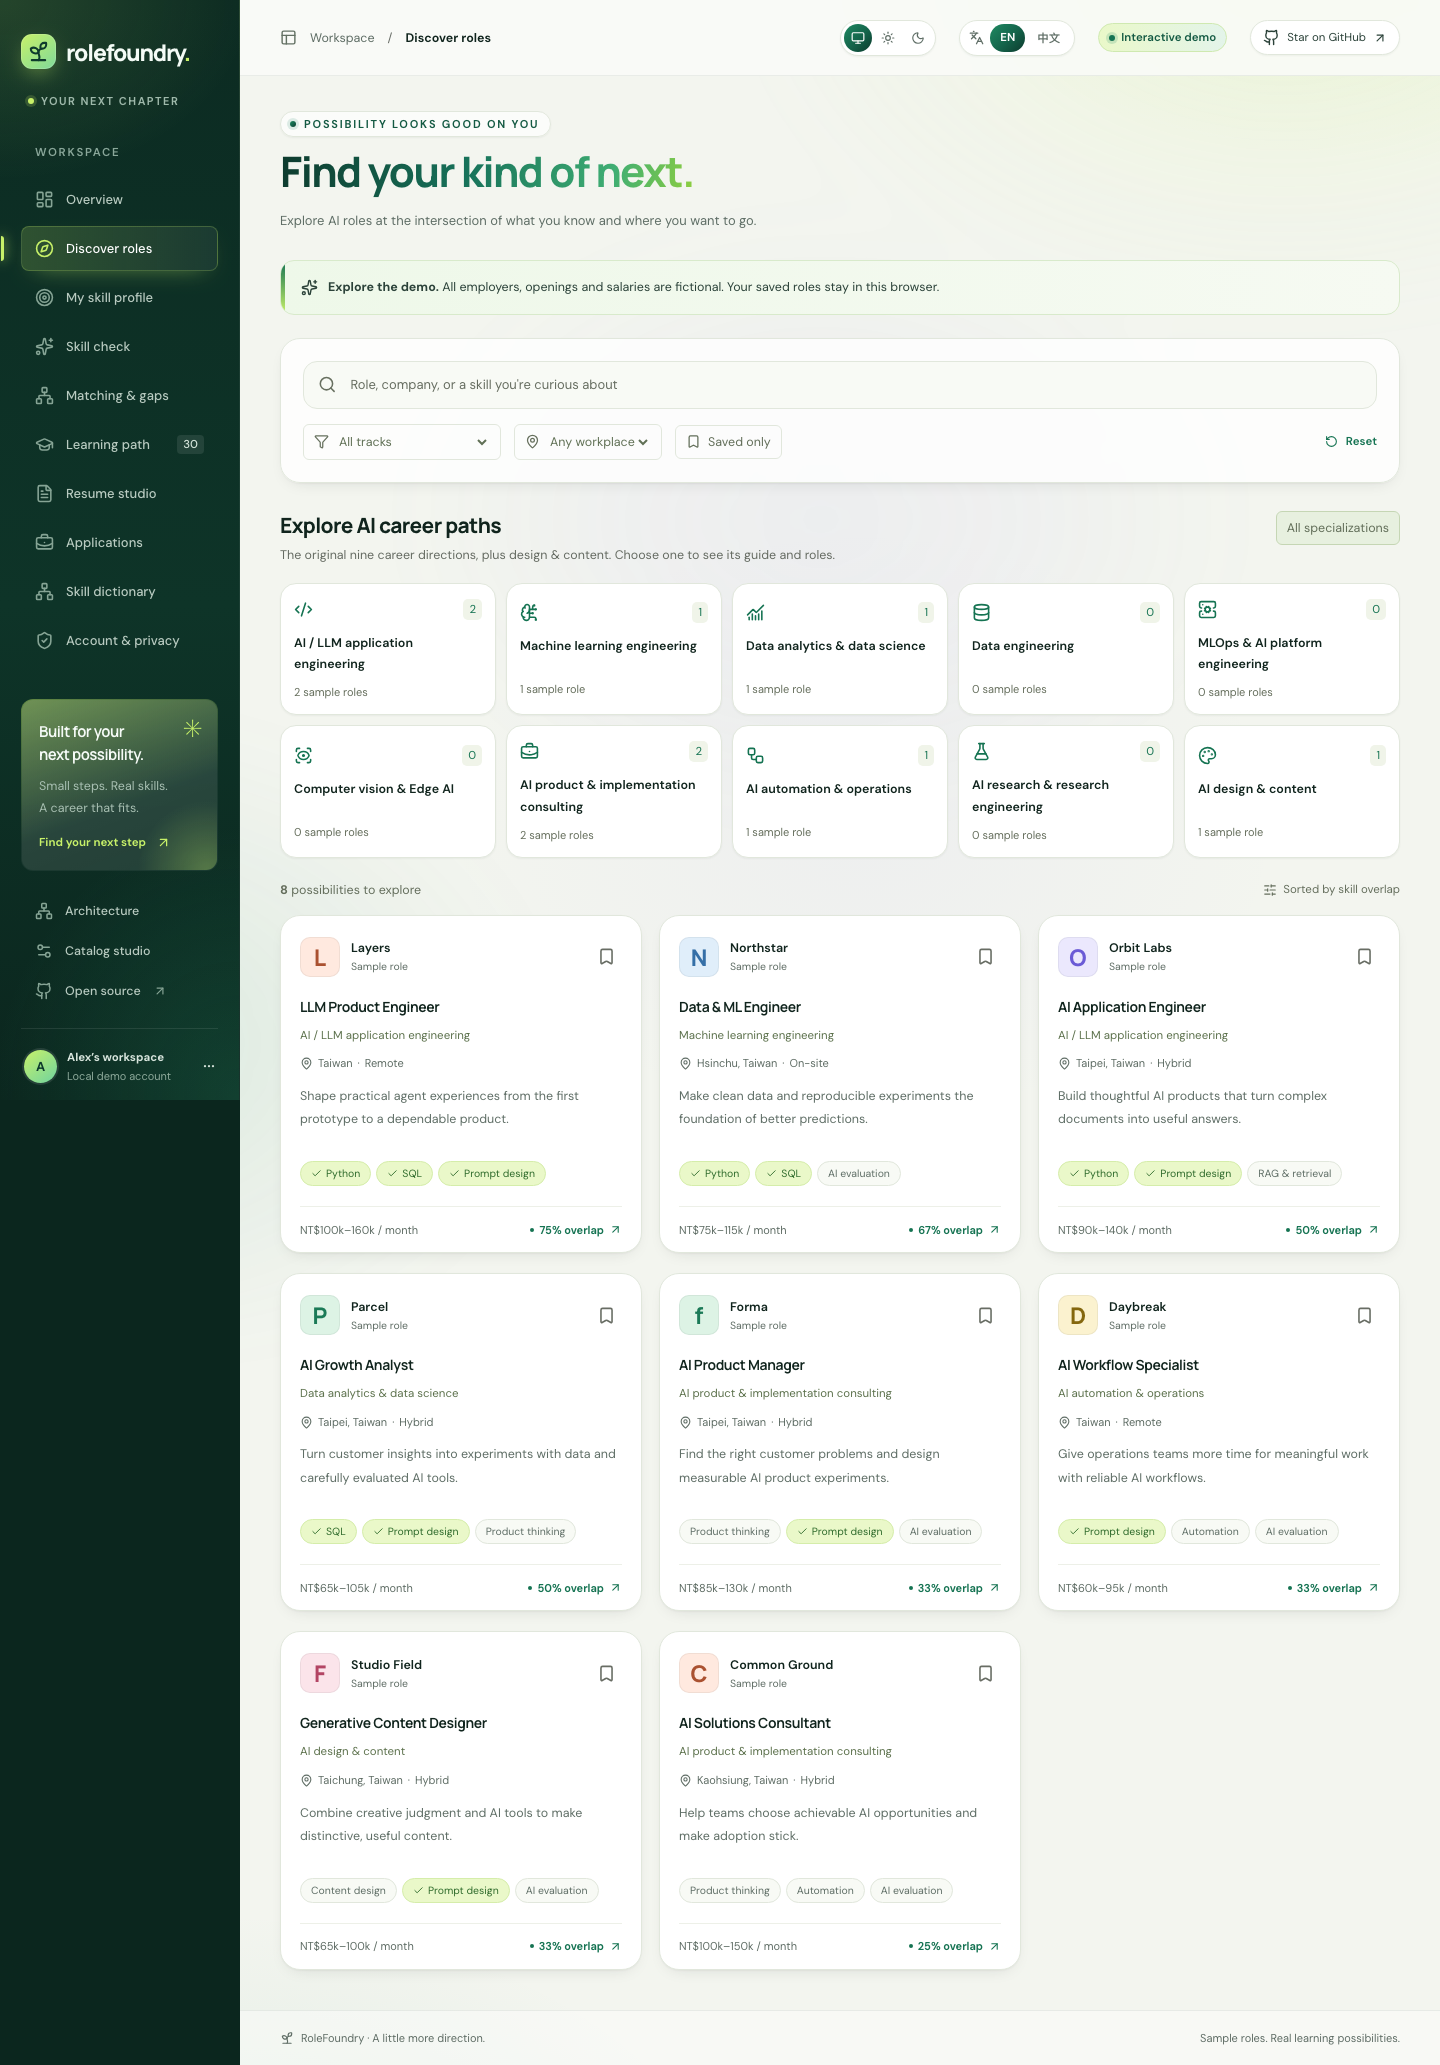 rolefoundry.
YOUR NEXT CHAPTER
WORKSPACE
Overview
Discover roles
My skill profile
Skill check
Matching & gaps
Learning path 30
Resume studio
Applications
Skill dictionary
Account & privacy
Built for your
next possibility.
Small steps. Real skills.
A career that fits.
Find your next step
Architecture
Catalog studio
Open source
A
Alex's workspace
Local demo account
Workspace / Discover roles
EN 中文
Interactive demo
Star on GitHub
POSSIBILITY LOOKS GOOD ON YOU
Find your kind of next.
Explore AI roles at the intersection of what you know and where you want to go.
Explore the demo. All employers, openings and salaries are fictional. Your saved roles stay in this browser.
Role, company, or a skill you're curious about
All tracks Any workplace Saved only Reset
Explore AI career paths
All specializations
The original nine career directions, plus design & content. Choose one to see its guide and roles.
2
AI / LLM application
engineering
2 sample roles
1
Machine learning engineering
1 sample role
1
Data analytics & data science
1 sample role
0
Data engineering
0 sample roles
0
MLOps & AI platform
engineering
0 sample roles
0
Computer vision & Edge AI
0 sample roles
2
AI product & implementation
consulting
2 sample roles
1
AI automation & operations
1 sample role
0
AI research & research
engineering
0 sample roles
1
AI design & content
1 sample role
8 possibilities to explore
Sorted by skill overlap
L
Layers
Sample role
LLM Product Engineer
AI / LLM application engineering
Taiwan · Remote
Shape practical agent experiences from the first
prototype to a dependable product.
Python SQL Prompt design
NT$100k–160k / month 75% overlap
N
Northstar
Sample role
Data & ML Engineer
Machine learning engineering
Hsinchu, Taiwan · On-site
Make clean data and reproducible experiments the
foundation of better predictions.
Python SQL AI evaluation
NT$75k–115k / month 67% overlap
O
Orbit Labs
Sample role
AI Application Engineer
AI / LLM application engineering
Taipei, Taiwan · Hybrid
Build thoughtful AI products that turn complex
documents into useful answers.
Python Prompt design RAG & retrieval
NT$90k–140k / month 50% overlap
P
Parcel
Sample role
AI Growth Analyst
Data analytics & data science
Taipei, Taiwan · Hybrid
Turn customer insights into experiments with data and
carefully evaluated AI tools.
SQL Prompt design Product thinking
NT$65k–105k / month 50% overlap
f
Forma
Sample role
AI Product Manager
AI product & implementation consulting
Taipei, Taiwan · Hybrid
Find the right customer problems and design
measurable AI product experiments.
Product thinking Prompt design AI evaluation
NT$85k–130k / month 33% overlap
D
Daybreak
Sample role
AI Workflow Specialist
AI automation & operations
Taiwan · Remote
Give operations teams more time for meaningful work
with reliable AI workflows.
Prompt design Automation AI evaluation
NT$60k–95k / month 33% overlap
F
Studio Field
Sample role
Generative Content Designer
AI design & content
Taichung, Taiwan · Hybrid
Combine creative judgment and AI tools to make
distinctive, useful content.
Content design Prompt design AI evaluation
NT$65k–100k / month 33% overlap
C
Common Ground
Sample role
AI Solutions Consultant
AI product & implementation consulting
Kaohsiung, Taiwan · Hybrid
Help teams choose achievable AI opportunities and
make adoption stick.
Product thinking Automation AI evaluation
NT$100k–150k / month 25% overlap
RoleFoundry · A little more direction.
Sample roles. Real learning possibilities.